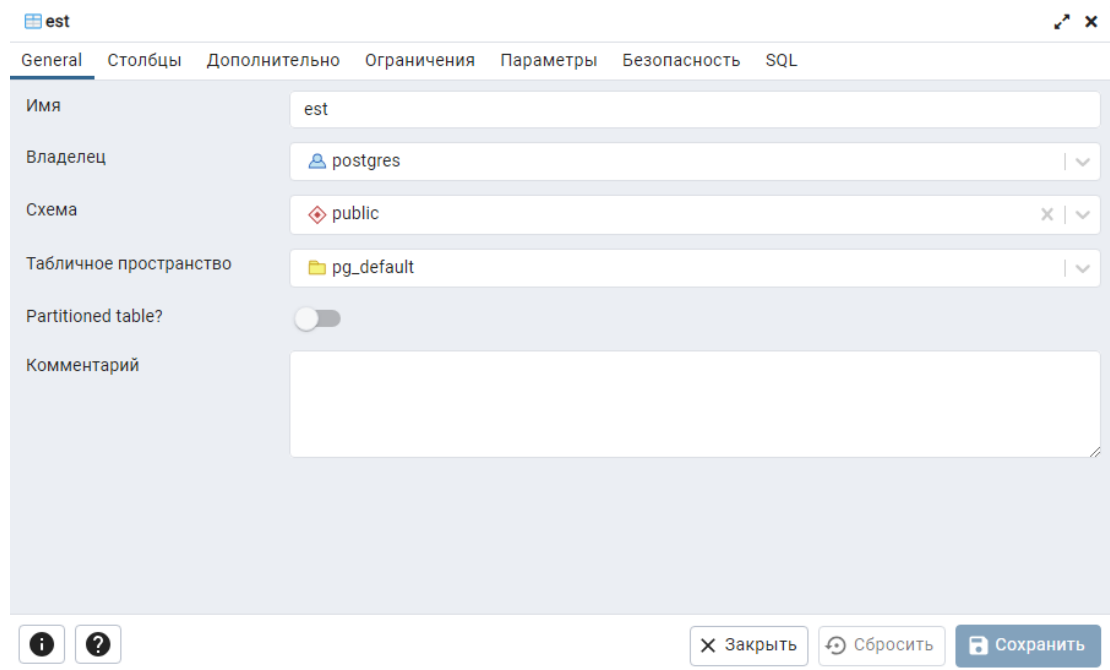 est
General Столбцы Дополнительно Ограничения Параметры Безопасность SQL
Имя est
Владелец postgres
Схема public
Табличное пространство pg_default
Partitioned table?
Комментарий
Закрыть Сбросить Сохранить